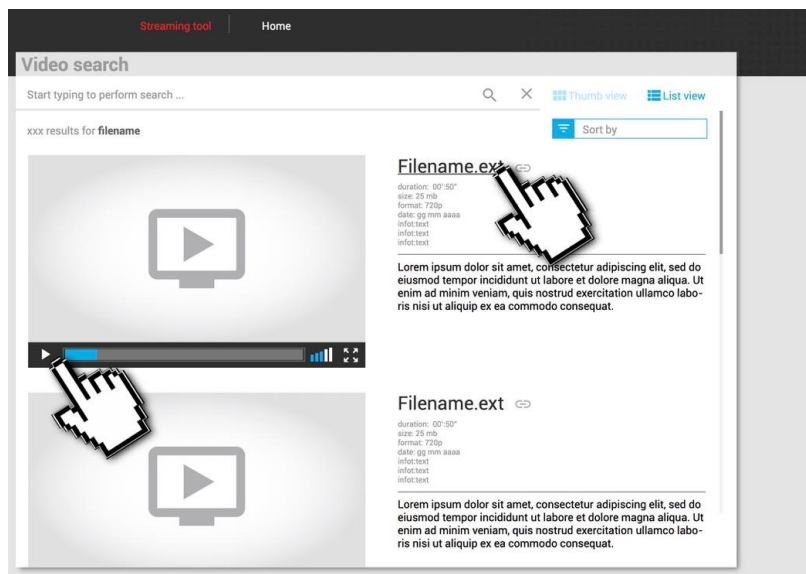 Streaming tool
Home
Video search
Start typing to perform search ...
Thumb view
List view
xxx results for filename
Sort by
Filename.ext
duration: 00':50"
size: 25 mb
format: 720p
date: gg mm aaaa
infot:text
infot:text
infot:text
Lorem ipsum dolor sit amet, consectetur adipiscing elit, sed do
eiusmod tempor incididunt ut labore et dolore magna aliqua. Ut
enim ad minim veniam, quis nostrud exercitation ullamco labo-
ris nisi ut aliquip ex ea commodo consequat.
Filename.ext
duration: 00':50"
size: 25 mb
format: 720p
date: gg mm aaaa
infot:text
infot:text
infot:text
Lorem ipsum dolor sit amet, consectetur adipiscing elit, sed do
eiusmod tempor incididunt ut labore et dolore magna aliqua. Ut
enim ad minim veniam, quis nostrud exercitation ullamco labo-
ris nisi ut aliquip ex ea commodo consequat.